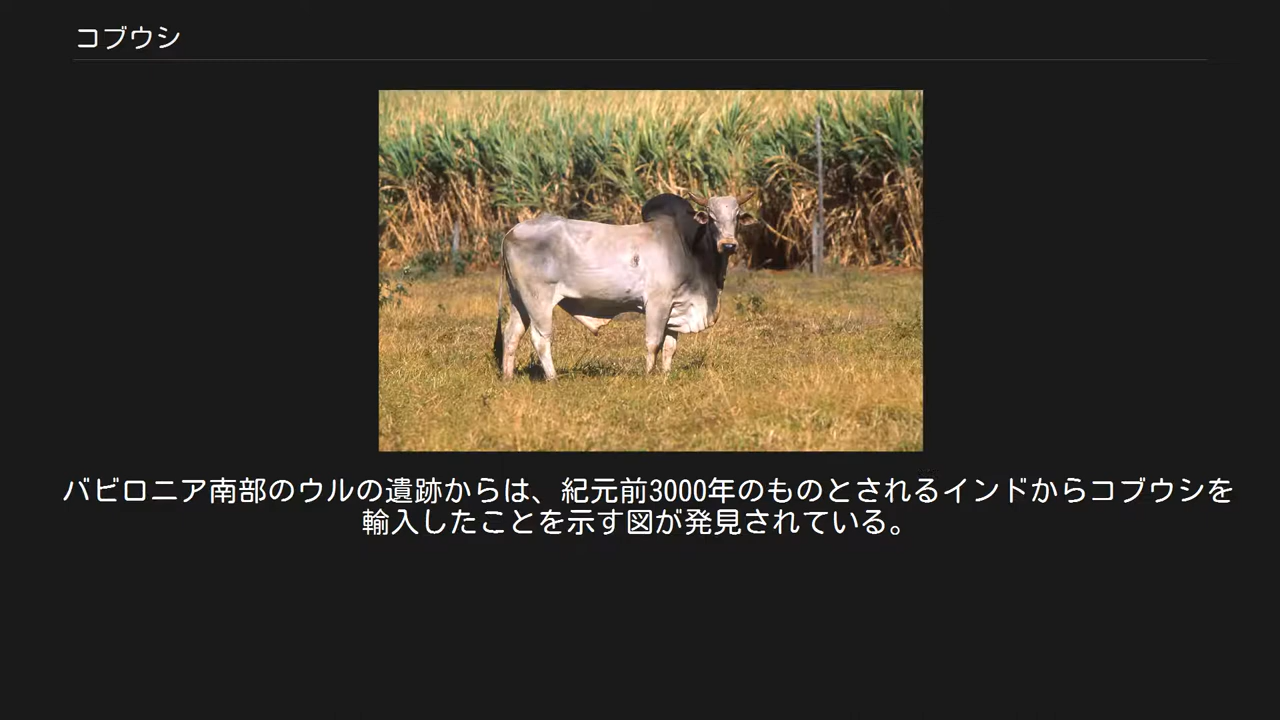 コブウシ
バビロニア南部のウルの遺跡からは、紀元前3000年のものとされるインドからコブウシを
輸入したことを示す図が発見されている。